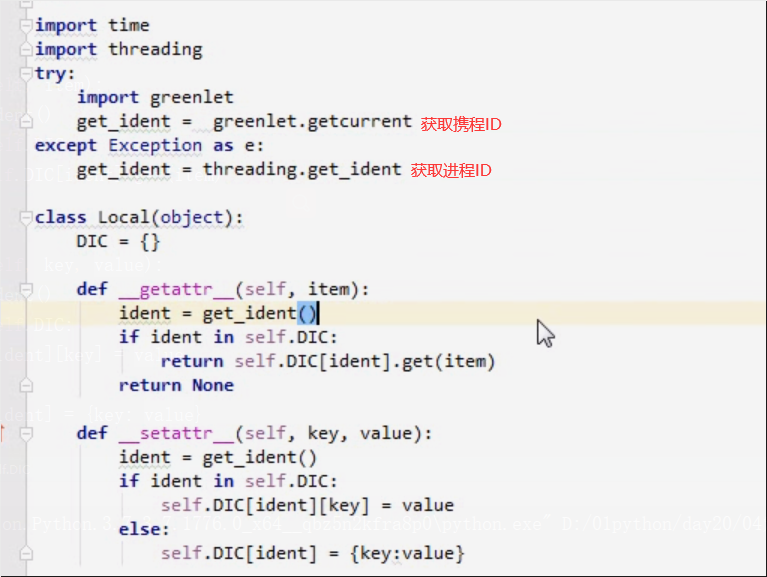 import time
import threading
try:
    import greenlet
    get_ident =  greenlet.getcurrent 获取携程ID
except Exception as e:
    get_ident = threading.get_ident 获取进程ID
class Local(object):
    DIC = {}
    def __getattr__(self, item):
        ident = get_ident()
        if ident in self.DIC:
            return self.DIC[ident].get(item)
        return None
    def __setattr__(self, key, value):
        ident = get_ident()
        if ident in self.DIC:
            self.DIC[ident][key] = value
        else:
            self.DIC[ident] = {key:value}